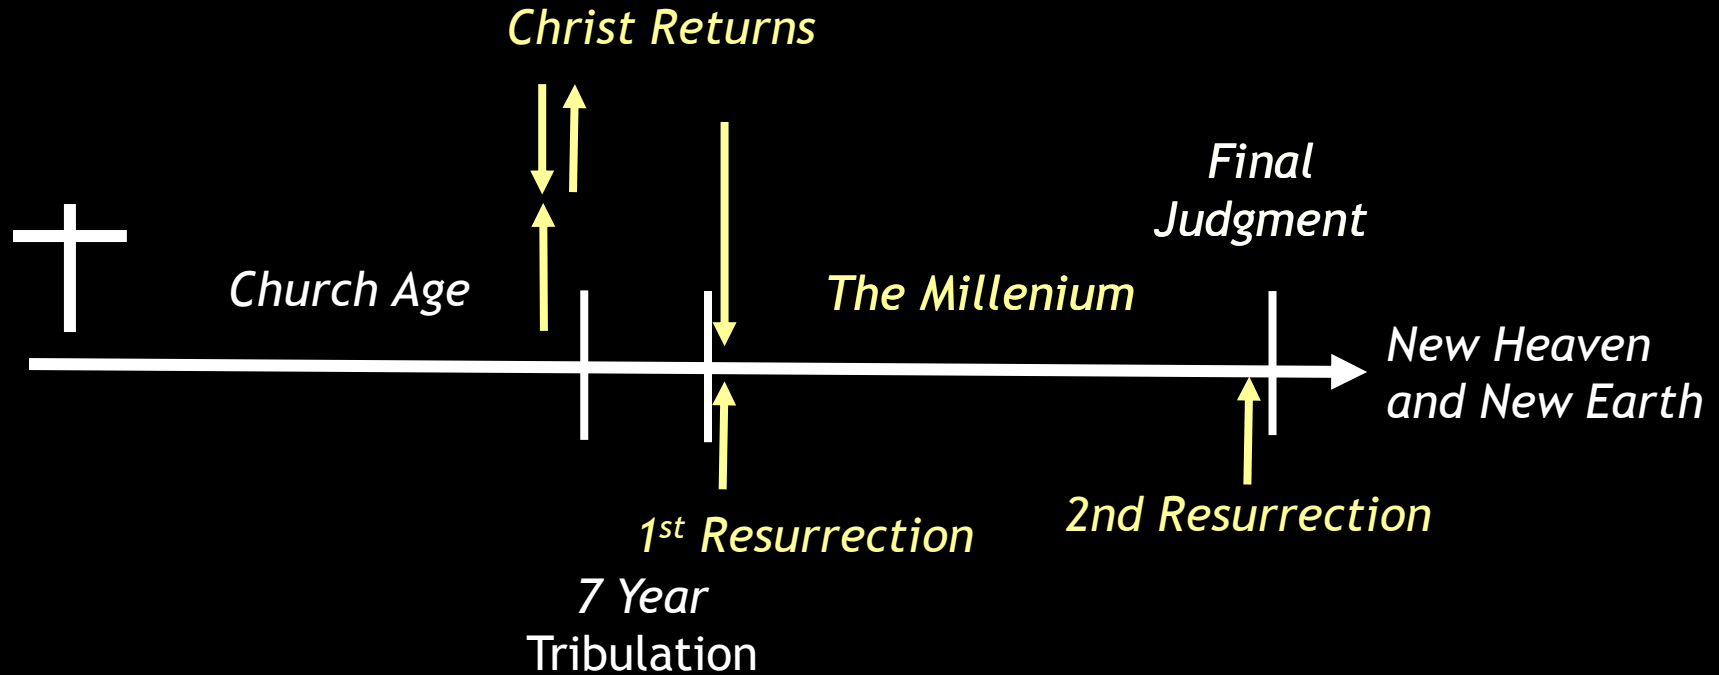 Christ Returns
Final
Judgment
Church Age
The Millenium
New Heaven
and New Earth
1st Resurrection
2nd Resurrection
7 Year
Tribulation